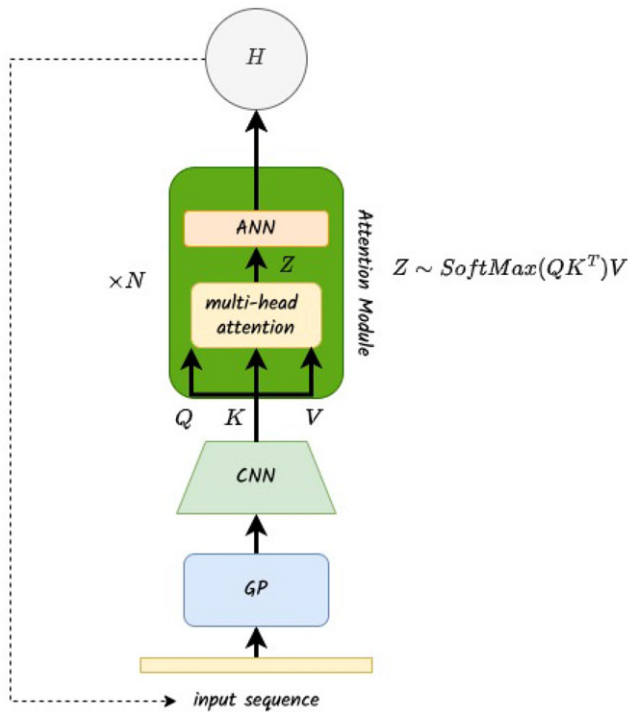 H
ANN
Z
×N
Z ∼ SoftMax(QK^T)V
Attention Module
multi-head
attention
Q K V
CNN
GP
input sequence